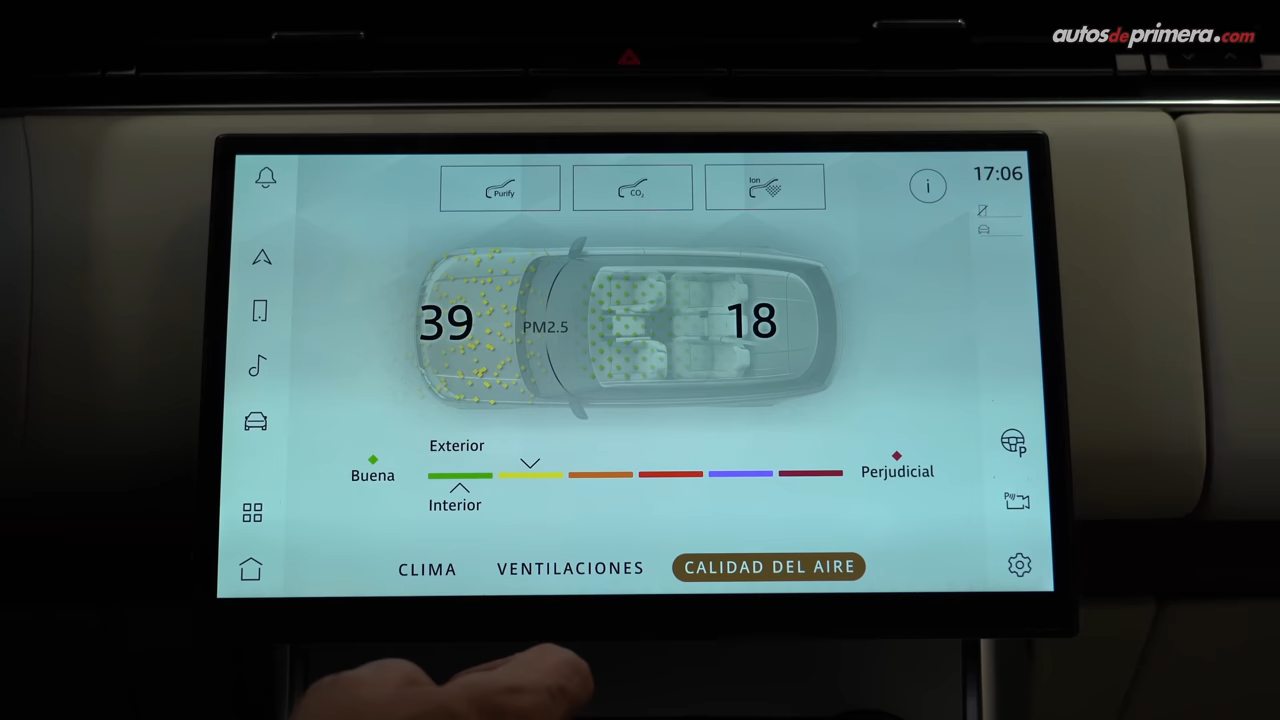 autosdeprimera.com
17:06
Purify
CO₂
Ion
i
39
PM2.5
18
Exterior
Buena
Perjudicial
Interior
P
P
CLIMA
VENTILACIONES
CALIDAD DEL AIRE